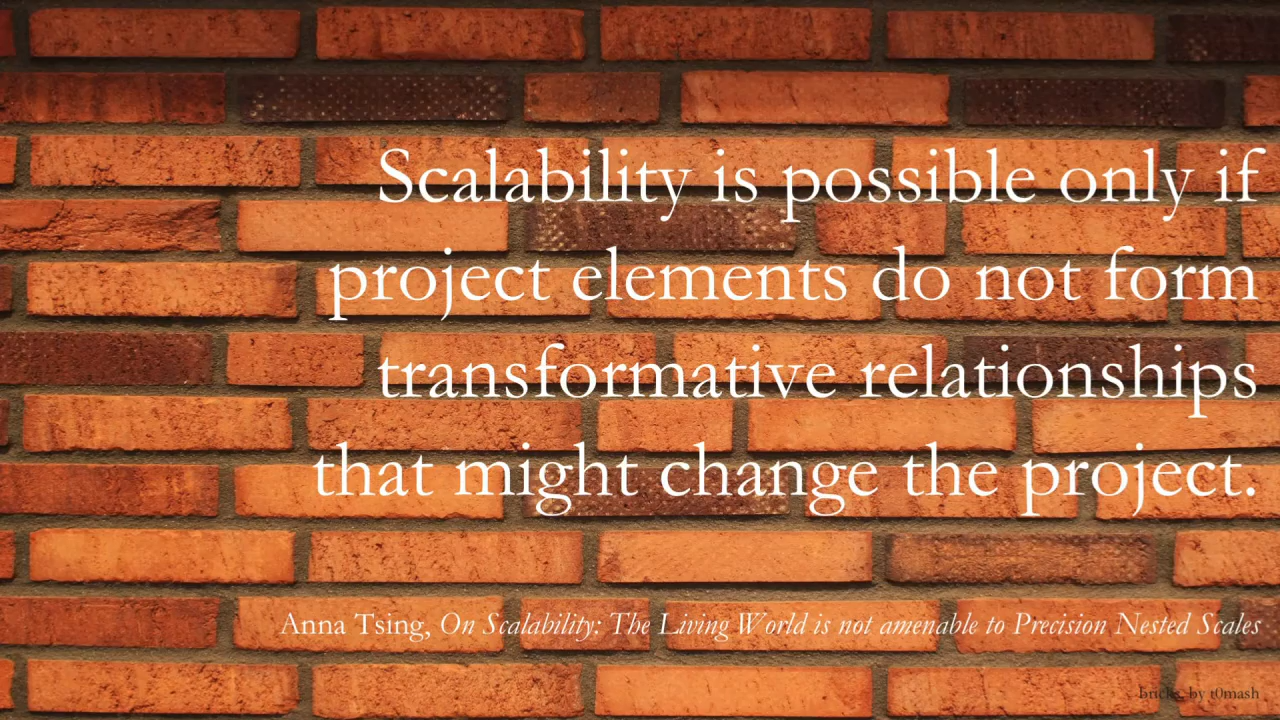 Scalability is possible only if
project elements do not form
transformative relationships
that might change the project.
Anna Tsing, On Scalability: The Living World is not amenable to Precision Nested Scales
bricks, by t0mash